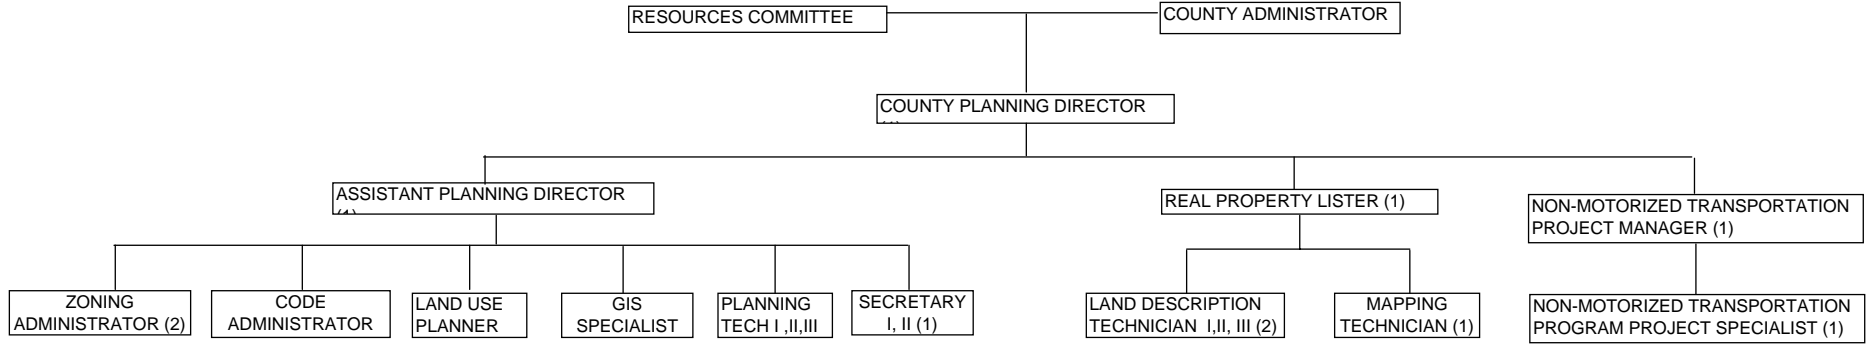 RESOURCES COMMITTEE
COUNTY ADMINISTRATOR
COUNTY PLANNING DIRECTOR
ASSISTANT PLANNING DIRECTOR
REAL PROPERTY LISTER (1)
NON-MOTORIZED TRANSPORTATION
PROJECT MANAGER (1)
ZONING
ADMINISTRATOR (2)
CODE
ADMINISTRATOR
LAND USE
PLANNER
GIS
SPECIALIST
PLANNING
TECH I ,II,III
SECRETARY
I, II (1)
LAND DESCRIPTION
TECHNICIAN I,II, III (2)
MAPPING
TECHNICIAN (1)
NON-MOTORIZED TRANSPORTATION
PROGRAM PROJECT SPECIALIST (1)